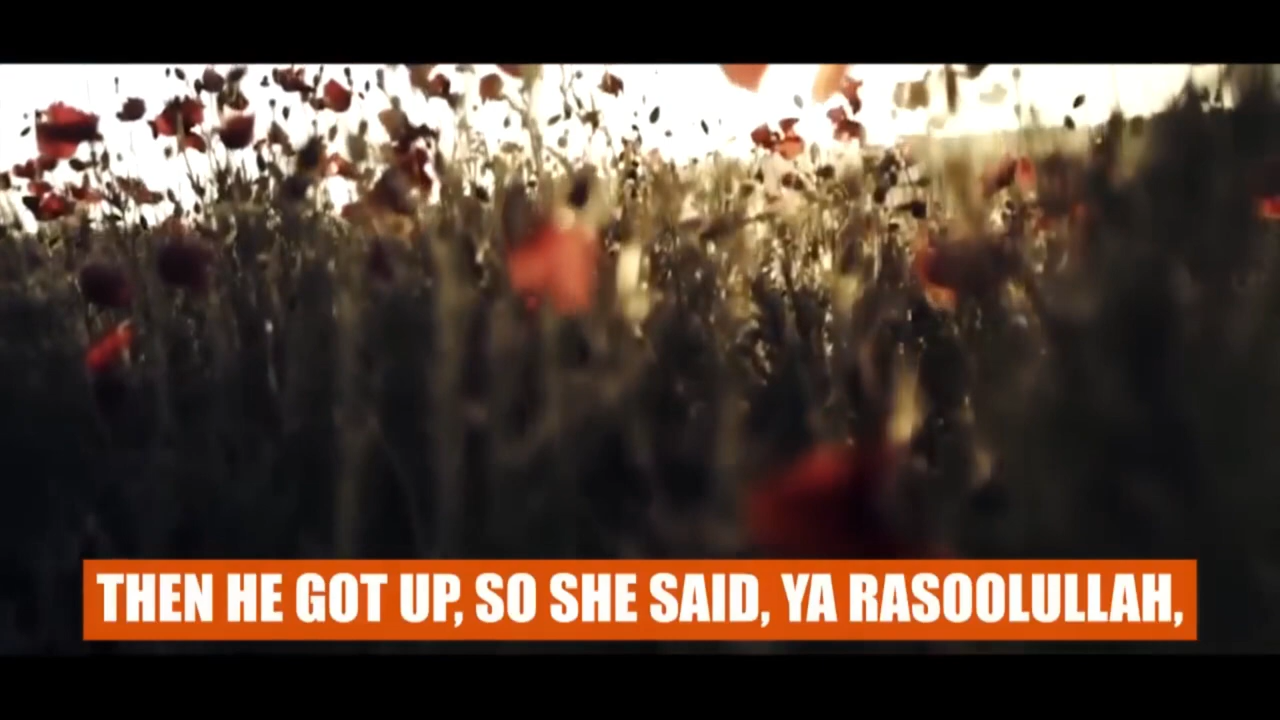 THEN HE GOT UP, SO SHE SAID, YA RASOOLULLAH,